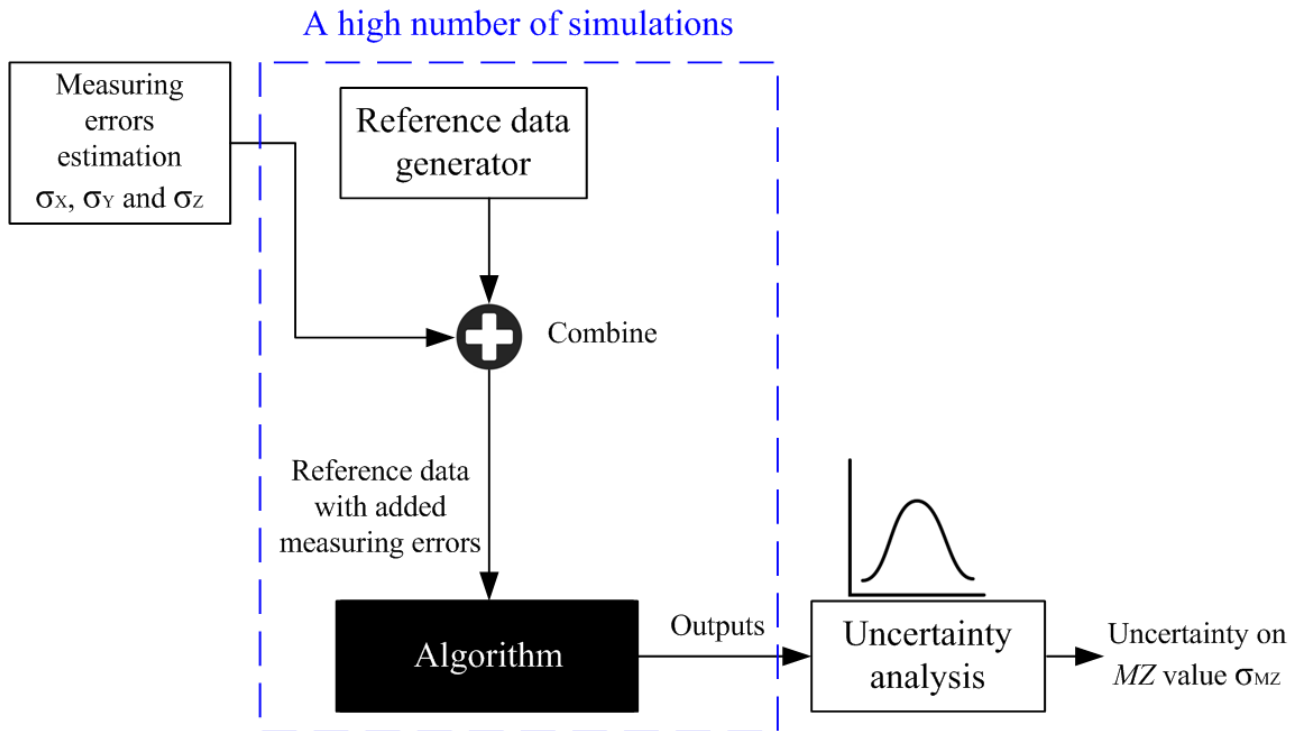 A high number of simulations
Measuring
errors
estimation
σX, σY and σZ
Reference data
generator
Combine
Reference data
with added
measuring errors
Algorithm
Outputs
Uncertainty
analysis
Uncertainty on
MZ value σMZ